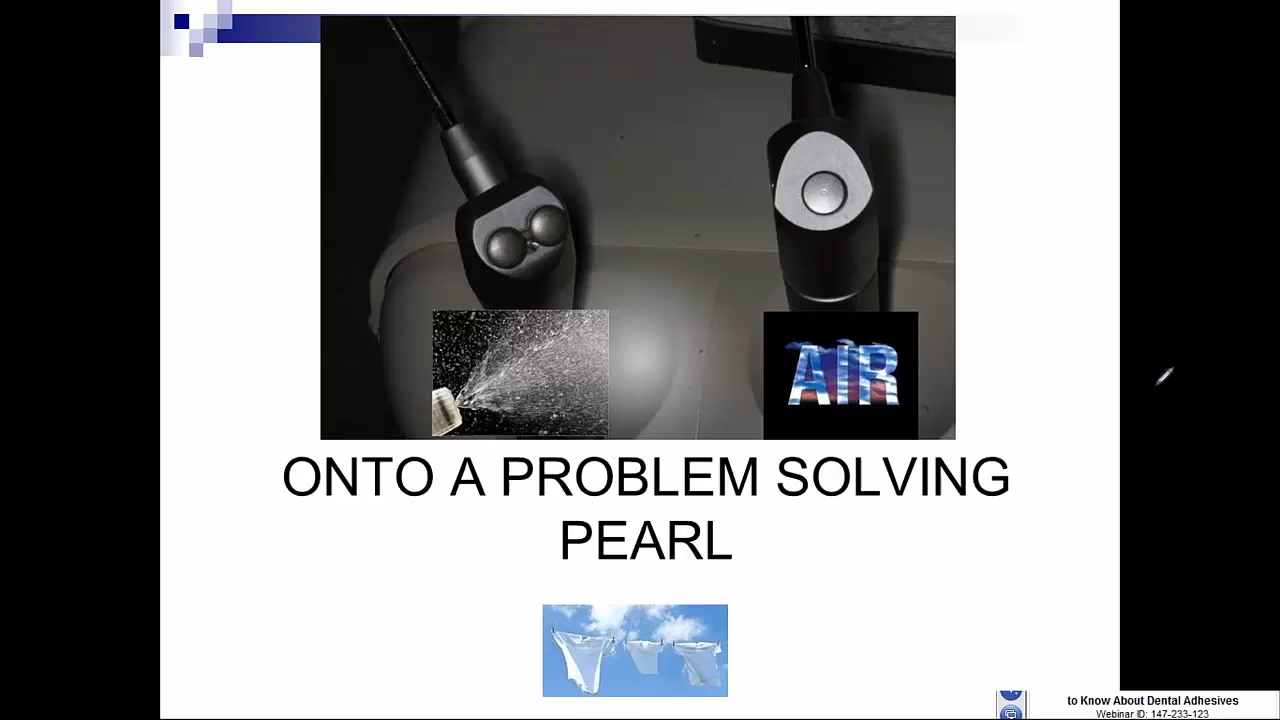 AIR
ONTO A PROBLEM SOLVING
PEARL
to Know About Dental Adhesives
Webinar ID: 147-233-123